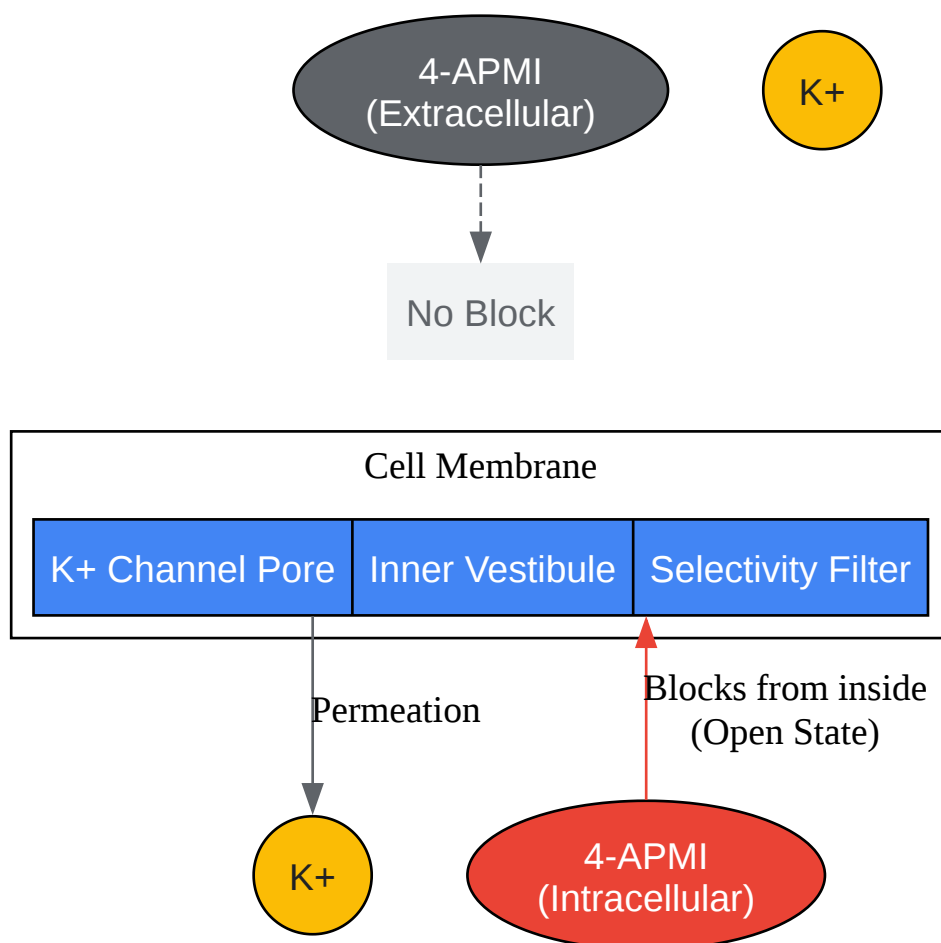 4-APMI
(Extracellular)
K+
No Block
Cell Membrane
K+ Channel Pore
Inner Vestibule
Selectivity Filter
Permeation
Blocks from inside
(Open State)
K+
4-APMI
(Intracellular)